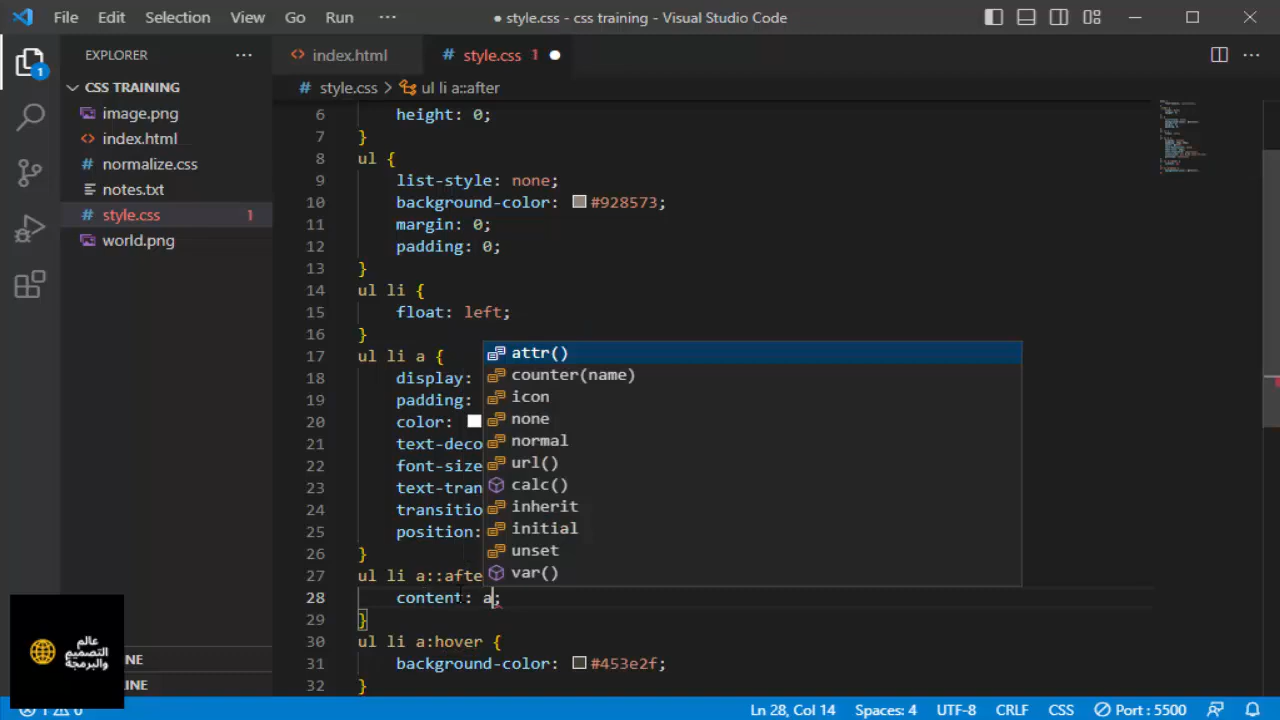 File Edit Selection View Go Run ··· ● style.css - css training - Visual Studio Code
EXPLORER ···
<> index.html
# style.css 1 ●
# style.css > ul li a::after
1
CSS TRAINING
image.png
<> index.html
# normalize.css
notes.txt
# style.css 1
world.png
6 height: 0;
7 }
8 ul {
9 list-style: none;
10 background-color: #928573;
11 margin: 0;
12 padding: 0;
13 }
14 ul li {
15 float: left;
16 }
17 ul li a {
18 display:
19 padding:
20 color:
21 text-deco
22 font-size
23 text-tran
24 transitio
25 position:
26 }
27 ul li a::afte
28 content: a;
29 }
30 ul li a:hover {
31 background-color: #453e2f;
32 }
attr()
counter(name)
icon
none
normal
url()
calc()
inherit
initial
unset
var()
عالم
التصميم
والبرمجة
NE
LINE
Ln 28, Col 14 Spaces: 4 UTF-8 CRLF CSS Port : 5500